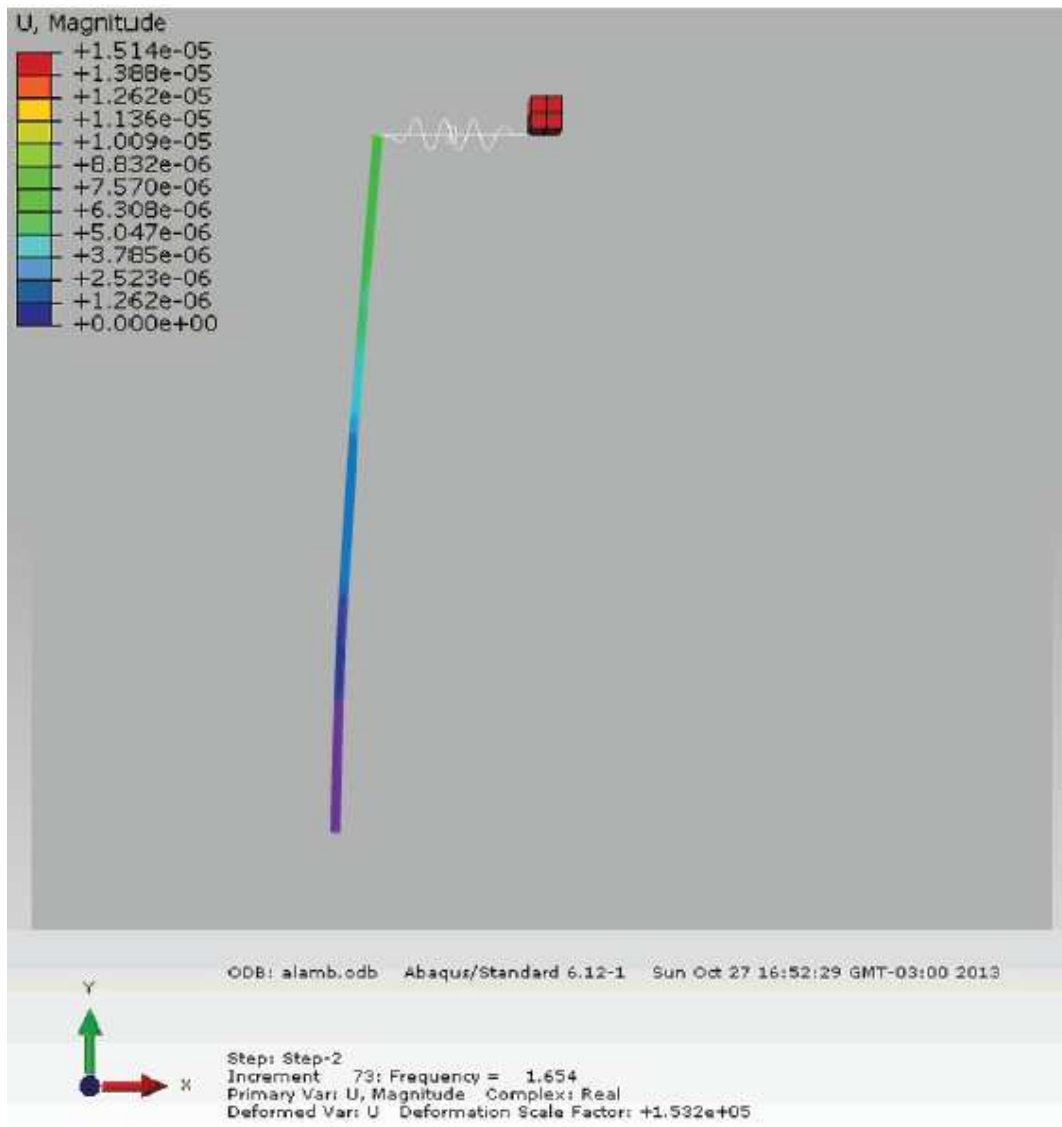 U, Magnitude
+1.514e-05
+1.388e-05
+1.262e-05
+1.136e-05
+1.009e-05
+8.832e-06
+7.570e-06
+6.308e-06
+5.047e-06
+3.785e-06
+2.523e-06
+1.262e-06
+0.000e+00
ODB: alamb.odb Abaqus/Standard 6.12-1 Sun Oct 27 16:52:29 GMT-03:00 2013
Y
X
Step: Step-2
Increment 73: Frequency = 1.654
Primary Var: U, Magnitude Complex: Real
Deformed Var: U Deformation Scale Factor: +1.532e+05